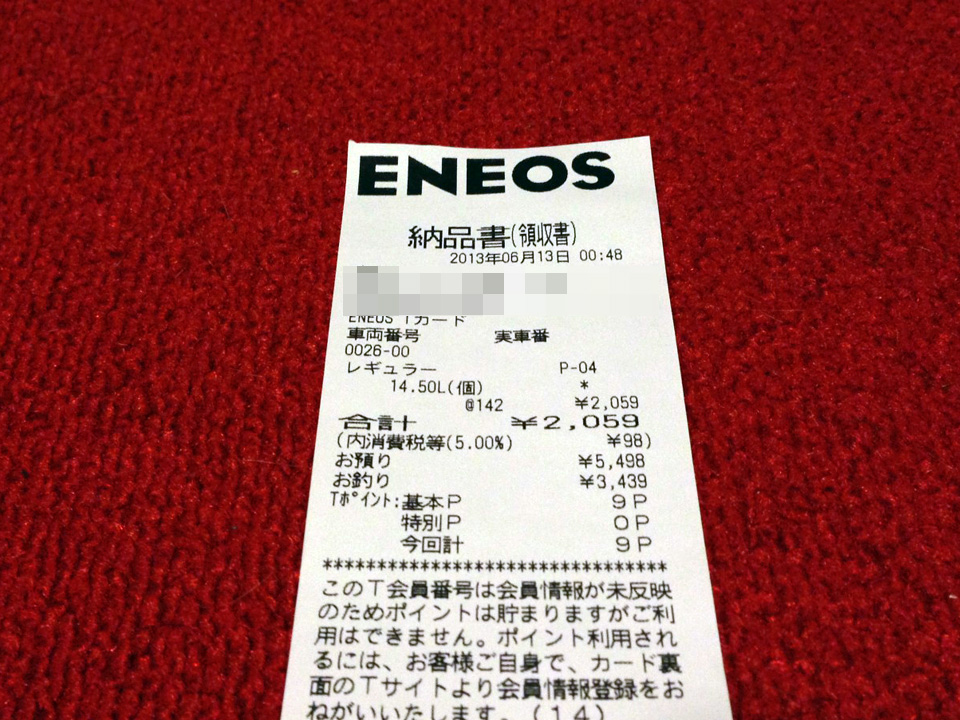 ENEOS
納品書(領収書)
2013年06月13日 00:48
ENEOS Tカード
車両番号 実車番
0026-00
レギュラー P-04
14.50L(個) *
@142 ¥2,059
合計 ¥2,059
(内消費税等(5.00%) ¥98)
お預り ¥5,498
お釣り ¥3,439
Tポイント:基本P 9P
特別P 0P
今回計 9P
********************************
このT会員番号は会員情報が未反映
のためポイントは貯まりますがご利
用はできません。ポイント利用され
るには、お客様ご自身で、カード裏
面のTサイトより会員情報登録をお
ねがいいたします。(14)